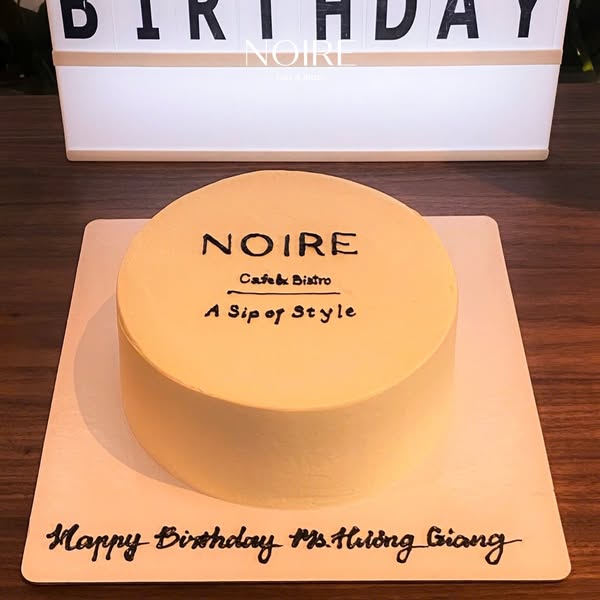 BIRTHDAY
NOIRE
NOIRE
Cafe & Bistro
A Sip of Style
Happy Birthday Ms. Hương Giang